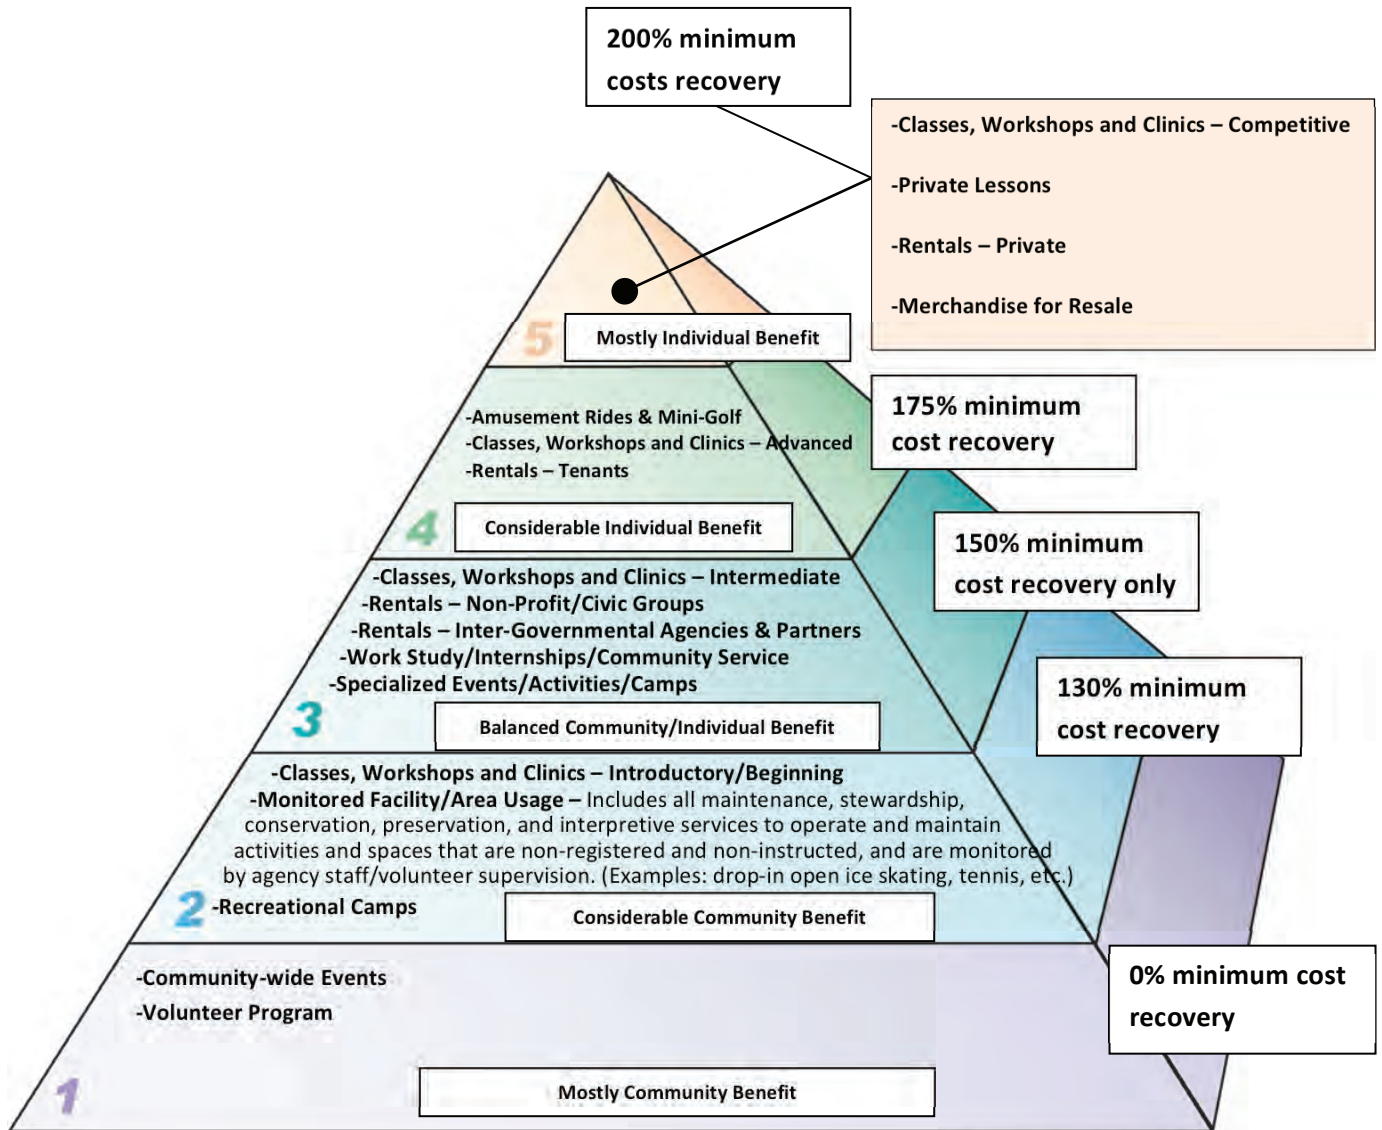 200% minimum
costs recovery
-Classes, Workshops and Clinics – Competitive
-Private Lessons
-Rentals – Private
-Merchandise for Resale
5
Mostly Individual Benefit
175% minimum
cost recovery
-Amusement Rides & Mini-Golf
-Classes, Workshops and Clinics – Advanced
-Rentals – Tenants
4
Considerable Individual Benefit
150% minimum
cost recovery only
-Classes, Workshops and Clinics – Intermediate
-Rentals – Non-Profit/Civic Groups
-Rentals – Inter-Governmental Agencies & Partners
-Work Study/Internships/Community Service
-Specialized Events/Activities/Camps
3
Balanced Community/Individual Benefit
130% minimum
cost recovery
-Classes, Workshops and Clinics – Introductory/Beginning
-Monitored Facility/Area Usage – Includes all maintenance, stewardship,
conservation, preservation, and interpretive services to operate and maintain
activities and spaces that are non-registered and non-instructed, and are monitored
by agency staff/volunteer supervision. (Examples: drop-in open ice skating, tennis, etc.)
2
-Recreational Camps
Considerable Community Benefit
0% minimum cost
recovery
-Community-wide Events
-Volunteer Program
1
Mostly Community Benefit